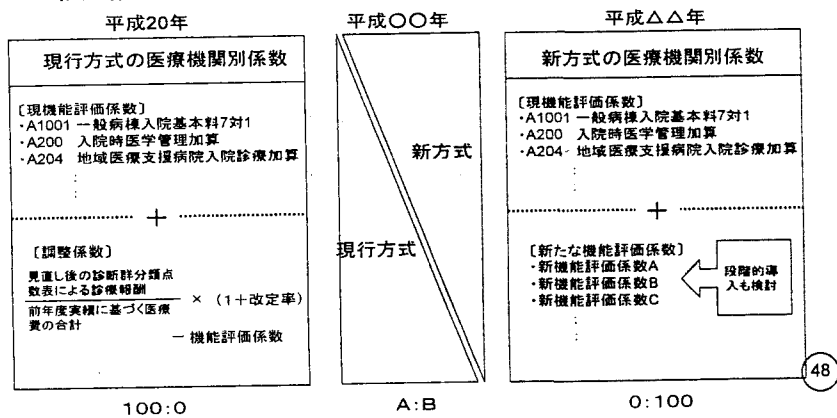 平成20年
現行方式の医療機関別係数
〔現機能評価係数〕
・A1001 一般病棟入院基本料7対1
・A200 入院時医学管理加算
・A204 地域医療支援病院入院診療加算
：
＋
〔調整係数〕
見直し後の診断群分類点
数表による診療報酬
前年度実績に基づく医療
費の合計
× (1＋改定率)
－機能評価係数
100:0
平成〇〇年
新方式
現行方式
A:B
平成△△年
新方式の医療機関別係数
〔現機能評価係数〕
・A1001 一般病棟入院基本料7対1
・A200 入院時医学管理加算
・A204 地域医療支援病院入院診療加算
：
＋
〔新たな機能評価係数〕
・新機能評価係数A
・新機能評価係数B
・新機能評価係数C
：
段階的導
入も検討
0:100
48